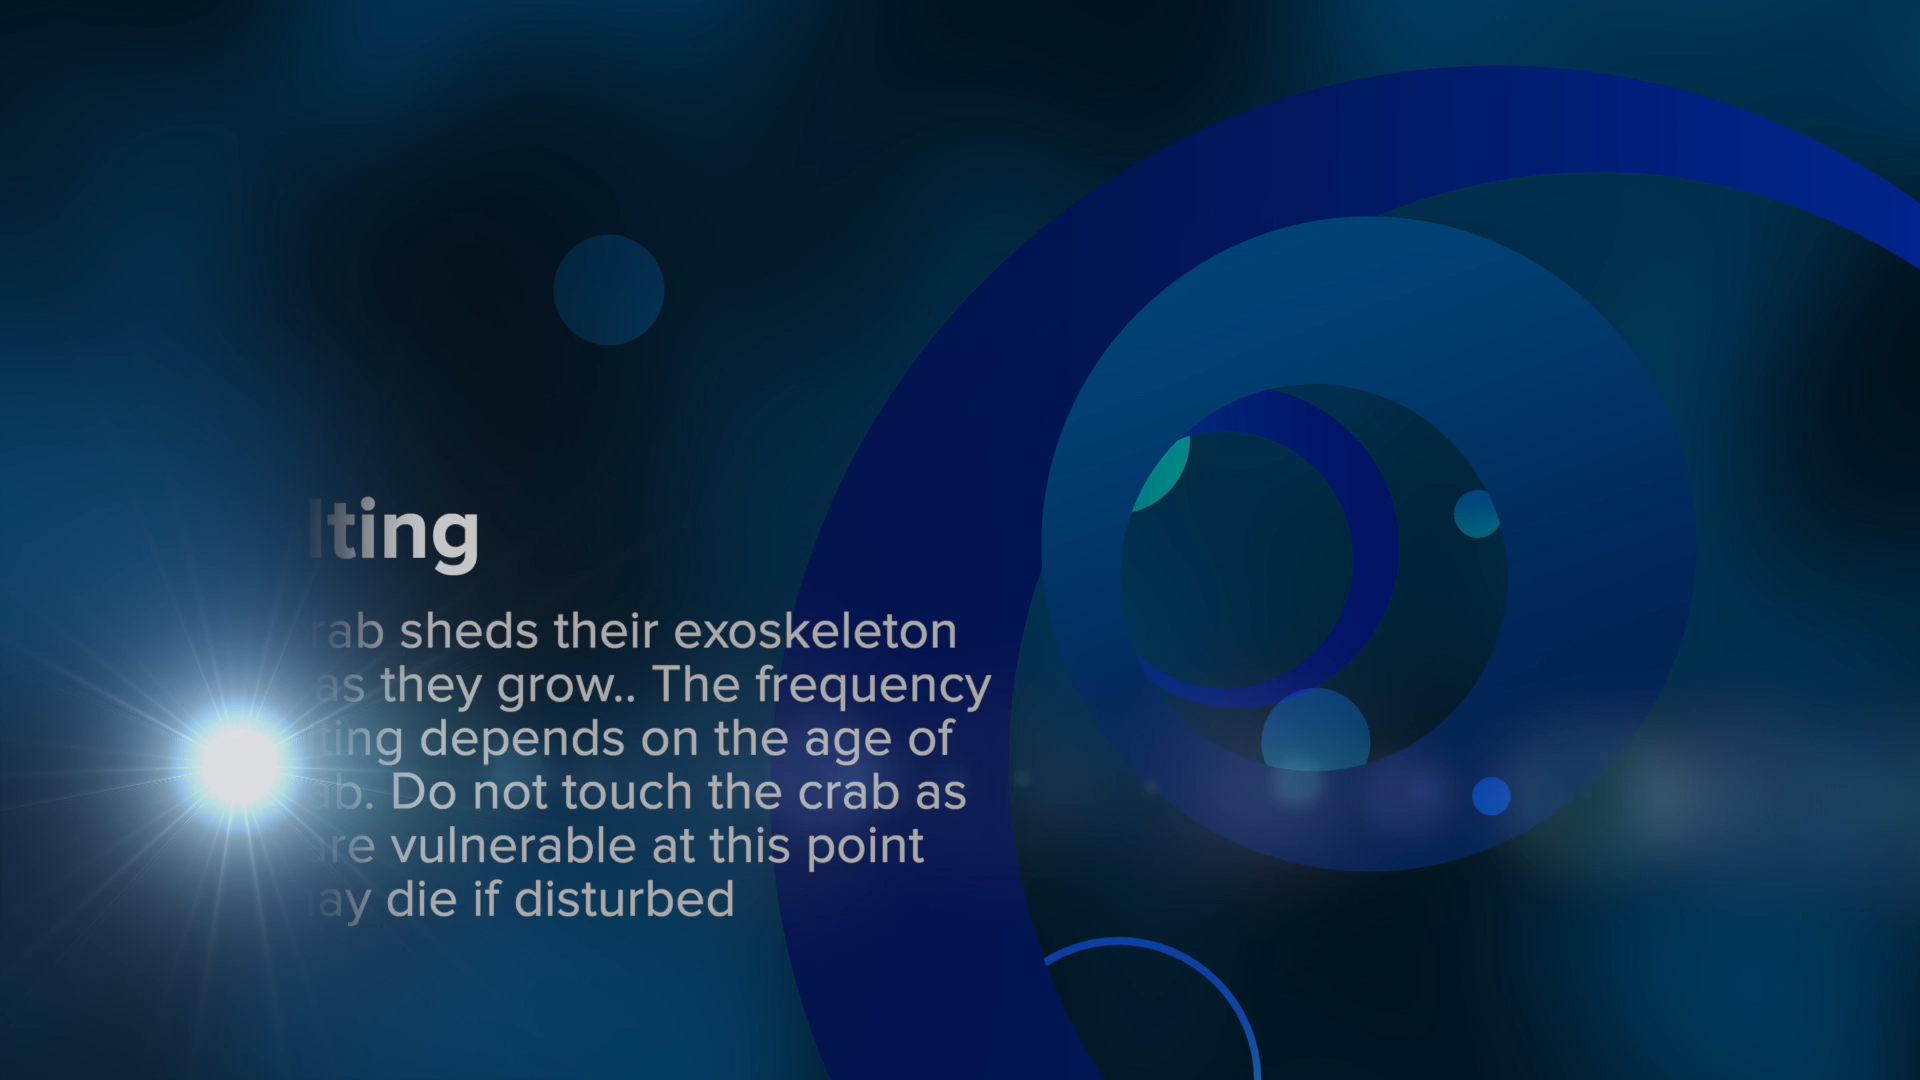 lting
rab sheds their exoskeleton
as they grow.. The frequency
ting depends on the age of
ab. Do not touch the crab as
are vulnerable at this point
ay die if disturbed